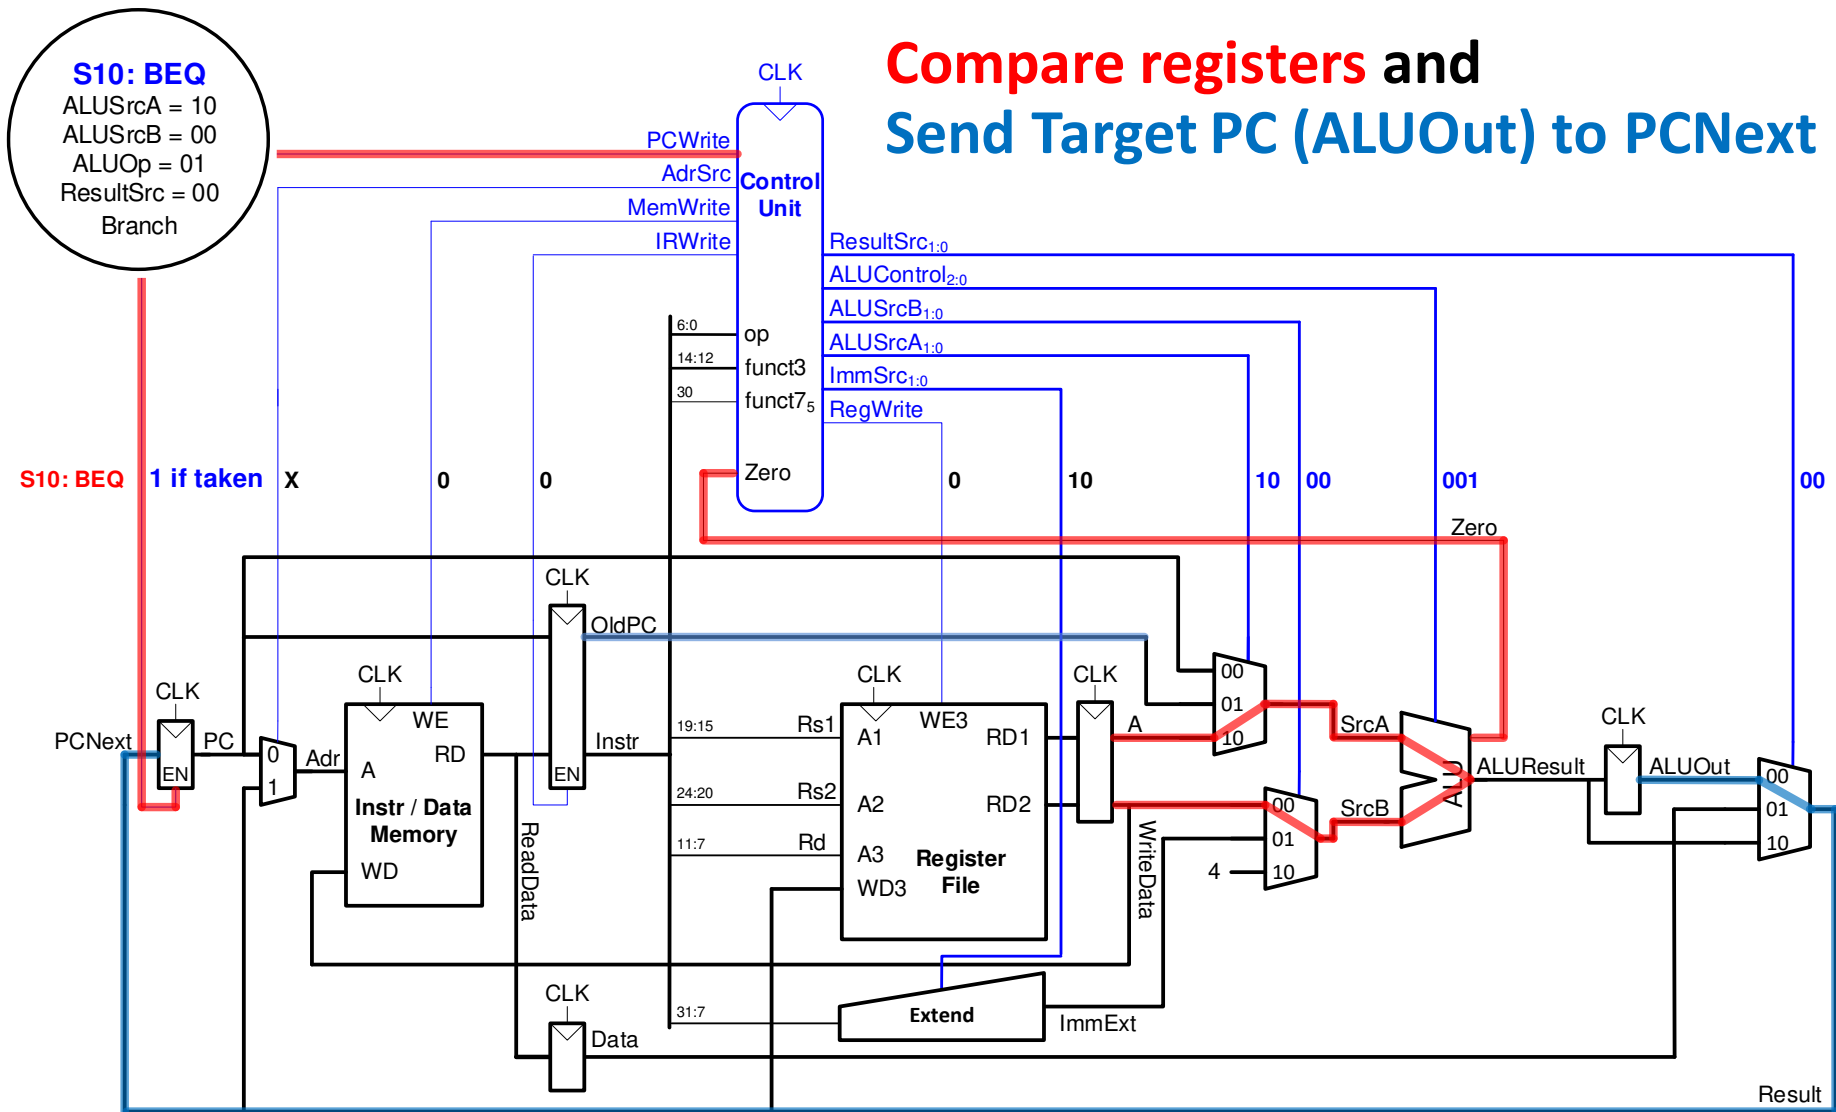 Compare registers and
Send Target PC (ALUOut) to PCNext
S10: BEQ
ALUSrcA = 10
ALUSrcB = 00
ALUOp = 01
ResultSrc = 00
Branch
CLK
PCWrite
AdrSrc
MemWrite
IRWrite
Control
Unit
ResultSrc1:0
ALUControl2:0
ALUSrcB1:0
ALUSrcA1:0
ImmSrc1:0
RegWrite
6:0
op
14:12
funct3
30
funct75
Zero
S10: BEQ
1 if taken
X
0
0
0
10
10
00
001
00
Zero
CLK
OldPC
CLK
CLK
CLK
CLK
CLK
PCNext
EN
PC
0
1
Adr
WE
RD
A
Instr / Data
Memory
WD
EN
Instr
ReadData
19:15
Rs1
A1
WE3
RD1
24:20
Rs2
A2
RD2
11:7
Rd
A3
WD3
Register
File
A
WriteData
00
01
10
00
01
10
4
SrcA
SrcB
ALU
ALUResult
ALUOut
00
01
10
CLK
Data
31:7
Extend
ImmExt
Result